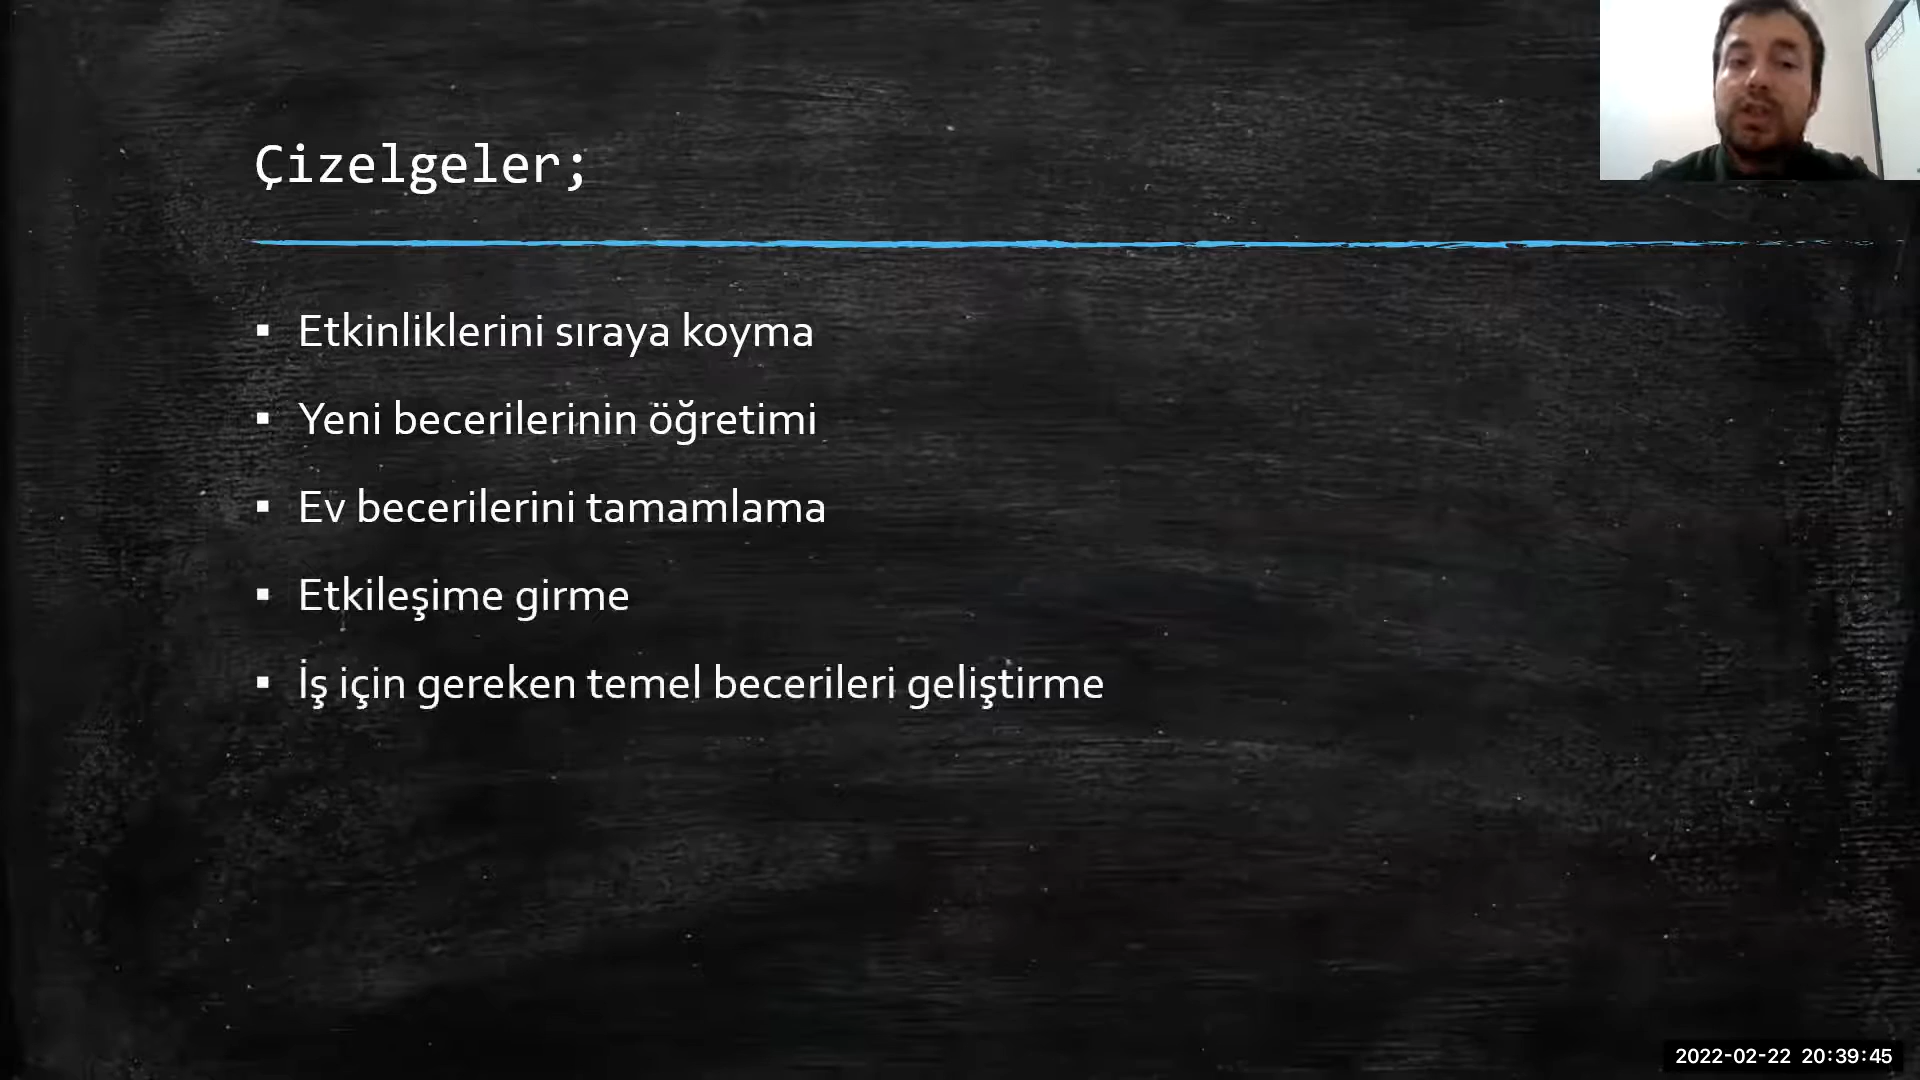 Çizelgeler;
▪ Etkinliklerini sıraya koyma
▪ Yeni becerilerinin öğretimi
▪ Ev becerilerini tamamlama
▪ Etkileşime girme
▪ İş için gereken temel becerileri geliştirme
2022-02-22 20:39:45